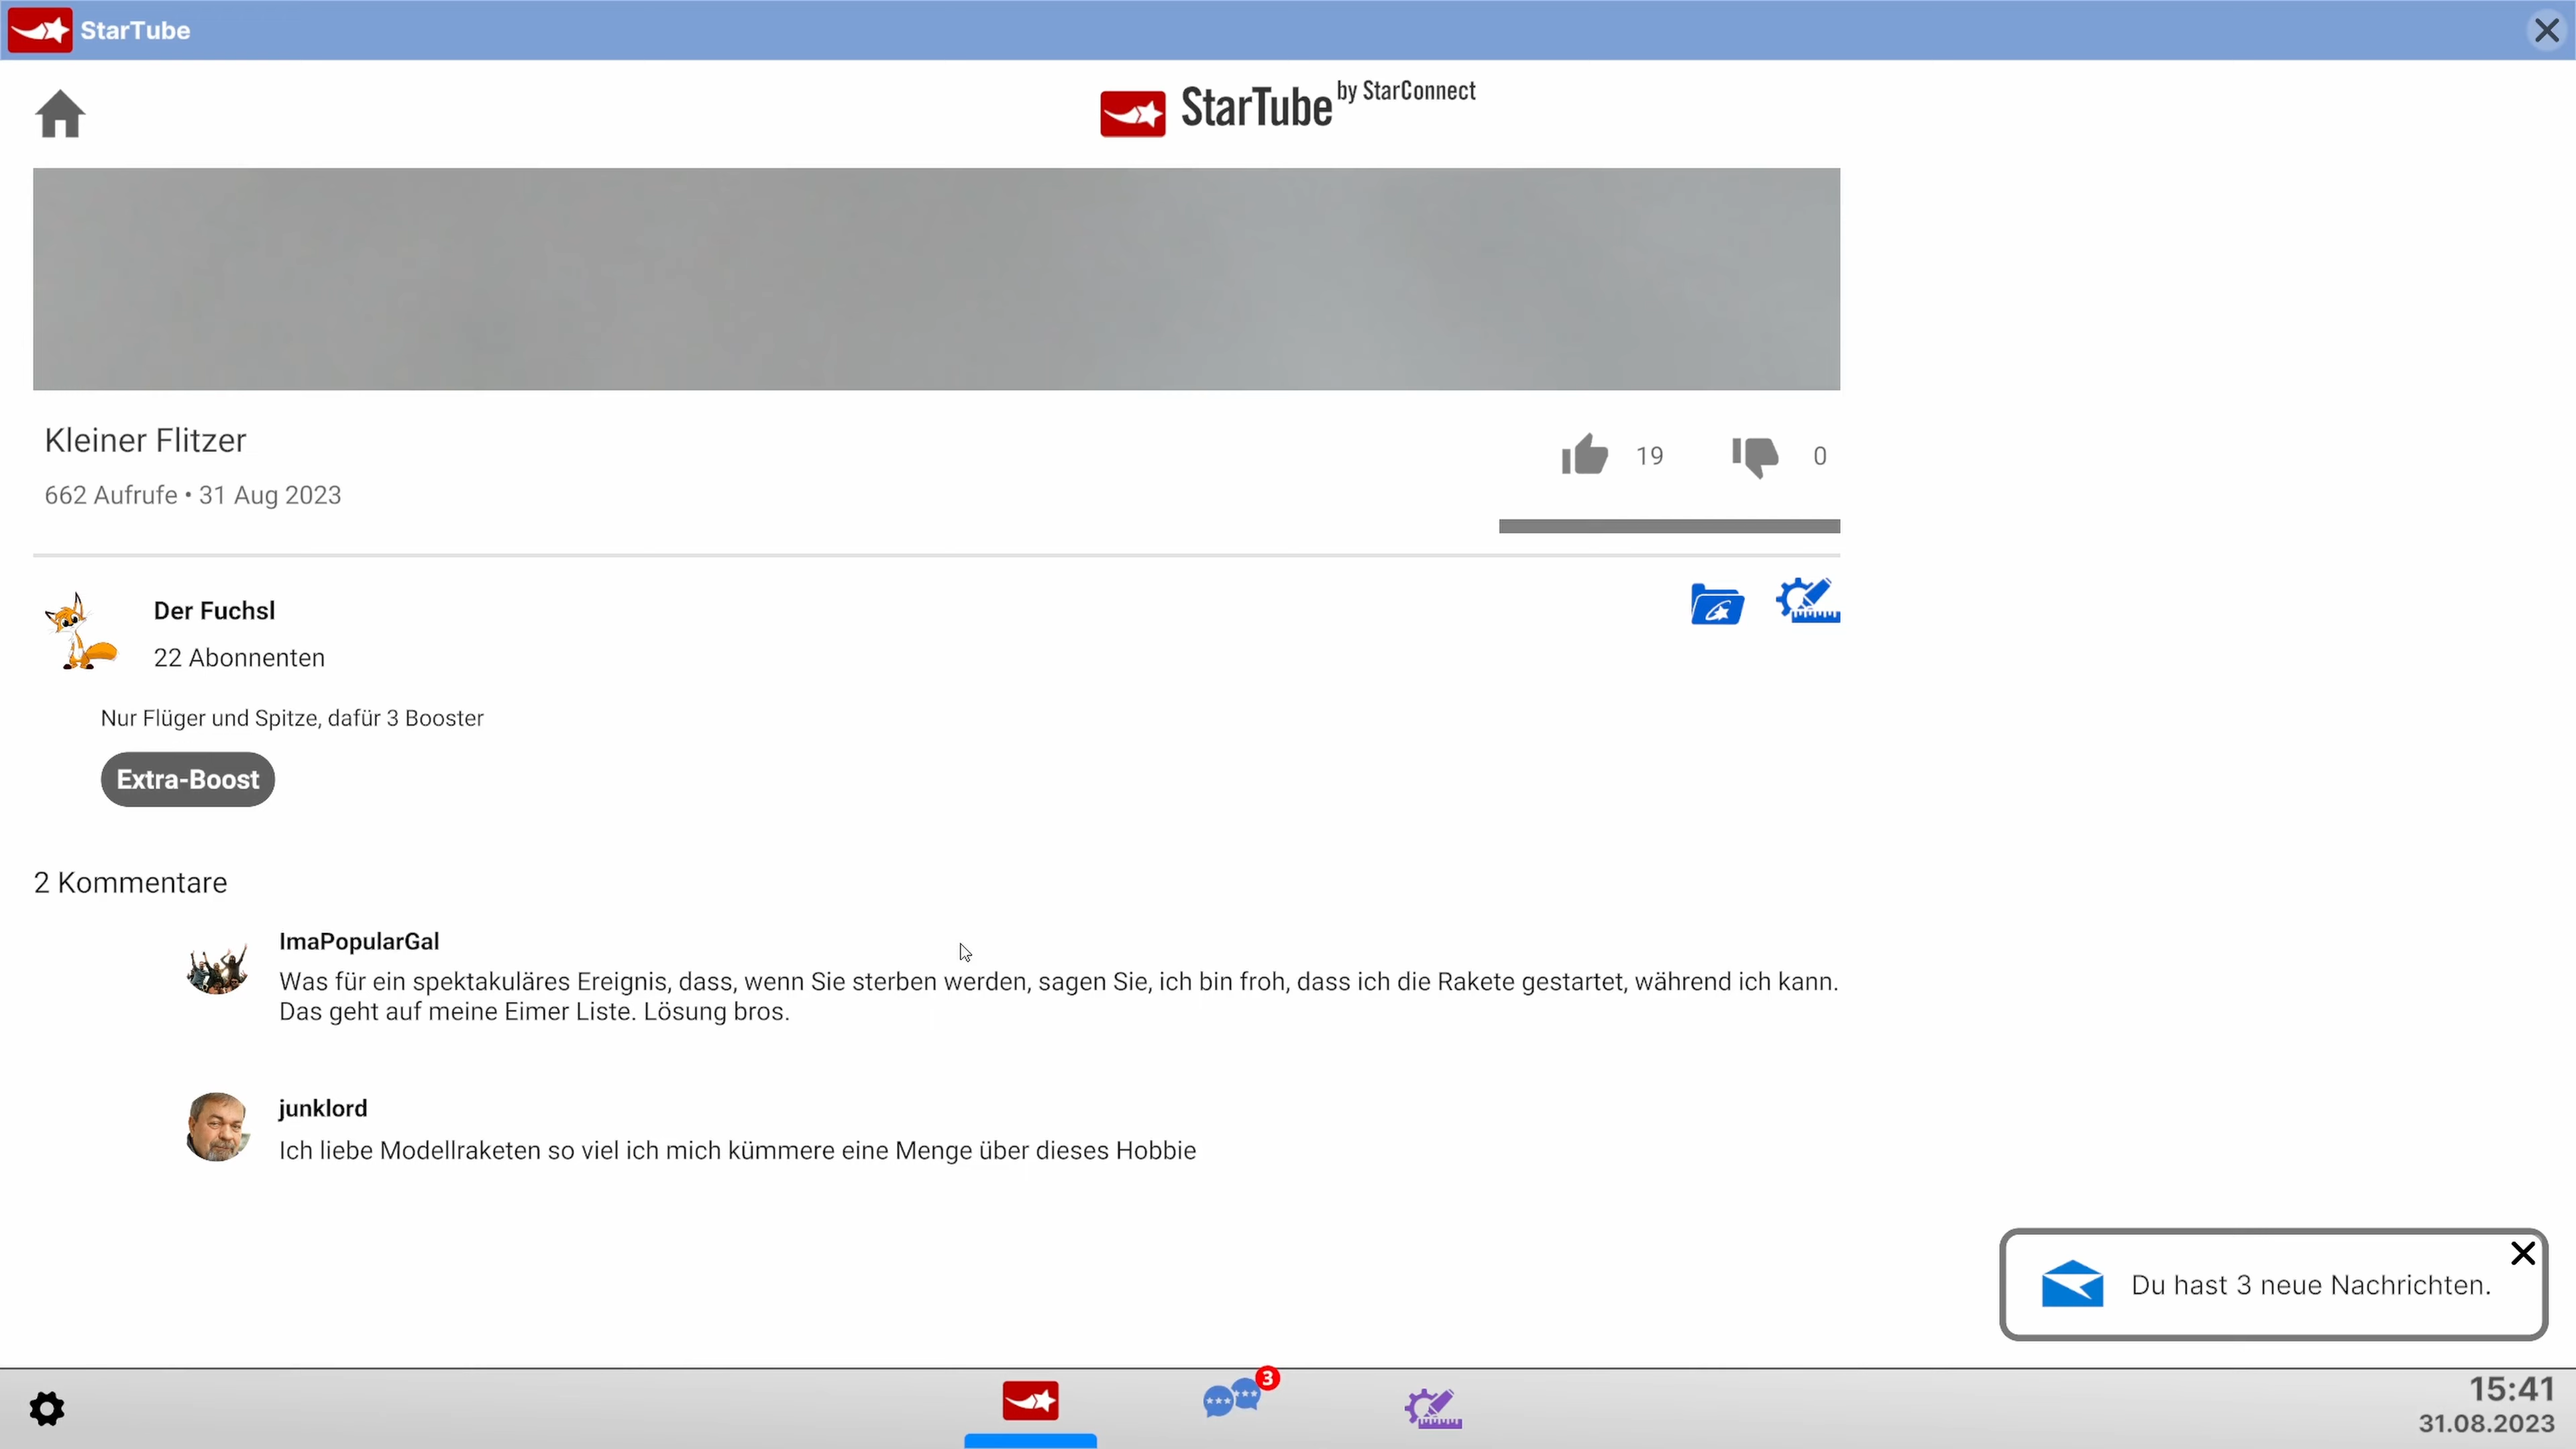 StarTube
StarTube by StarConnect
Kleiner Flitzer
19
0
662 Aufrufe • 31 Aug 2023
Der Fuchsl
22 Abonnenten
Nur Flüger und Spitze, dafür 3 Booster
Extra-Boost
2 Kommentare
ImaPopularGal
Was für ein spektakuläres Ereignis, dass, wenn Sie sterben werden, sagen Sie, ich bin froh, dass ich die Rakete gestartet, während ich kann.
Das geht auf meine Eimer Liste. Lösung bros.
junklord
Ich liebe Modellraketen so viel ich mich kümmere eine Menge über dieses Hobbie
Du hast 3 neue Nachrichten.
3
15:41
31.08.2023